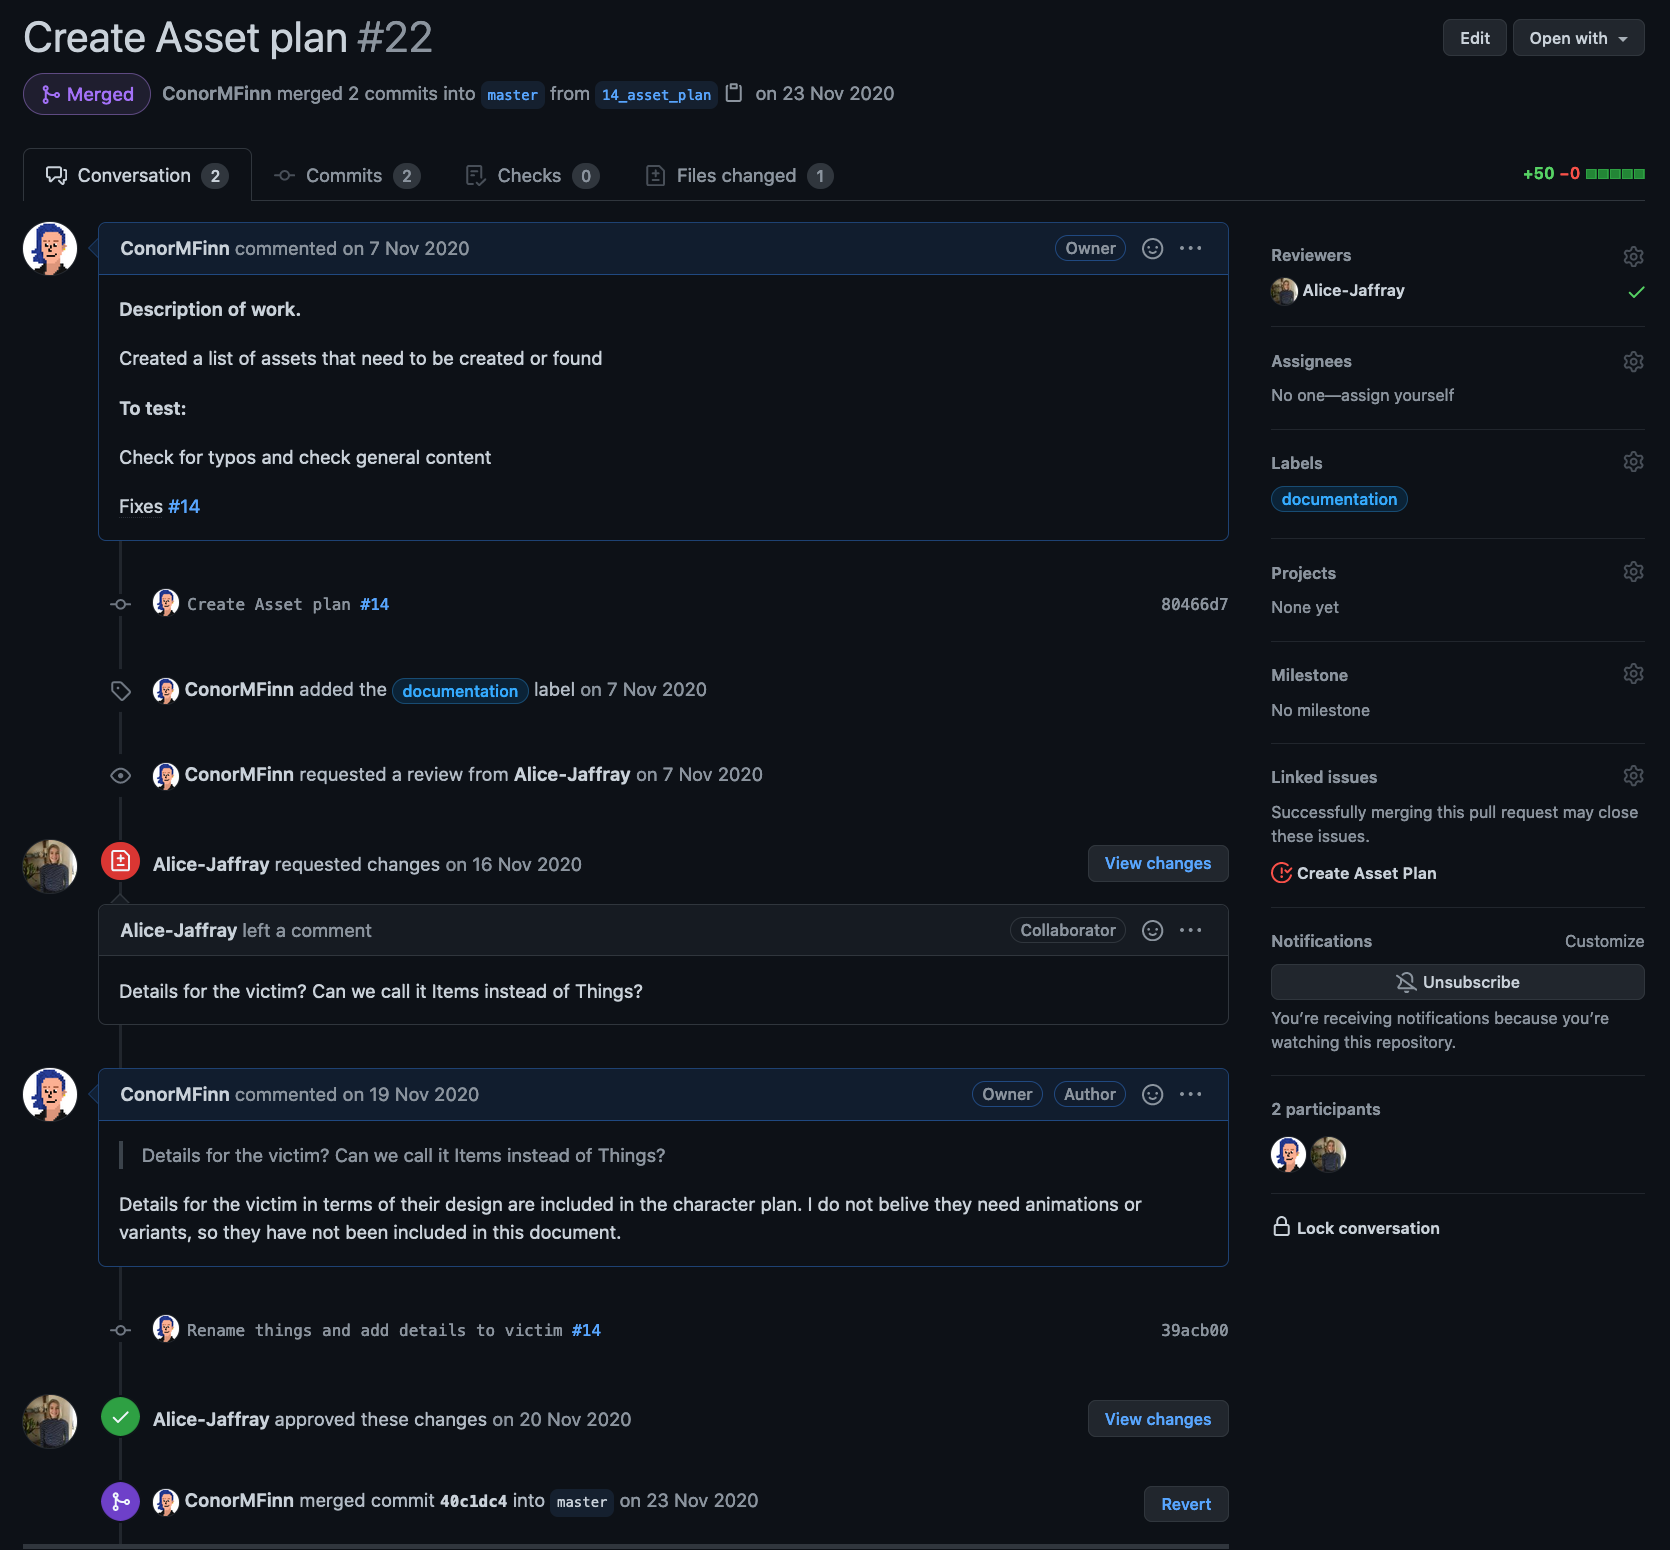 Create Asset plan #22
Edit
Open with
Merged
ConorMFinn merged 2 commits into master from 14_asset_plan on 23 Nov 2020
Conversation 2
Commits 2
Checks 0
Files changed 1
+50 −0
ConorMFinn commented on 7 Nov 2020
Owner
Description of work.
Created a list of assets that need to be created or found
To test:
Check for typos and check general content
Fixes #14
Create Asset plan #14
80466d7
ConorMFinn added the documentation label on 7 Nov 2020
ConorMFinn requested a review from Alice-Jaffray on 7 Nov 2020
Alice-Jaffray requested changes on 16 Nov 2020
View changes
Alice-Jaffray left a comment
Collaborator
Details for the victim? Can we call it Items instead of Things?
ConorMFinn commented on 19 Nov 2020
Owner
Author
Details for the victim? Can we call it Items instead of Things?
Details for the victim in terms of their design are included in the character plan. I do not belive they need animations or
variants, so they have not been included in this document.
Rename things and add details to victim #14
39acb00
Alice-Jaffray approved these changes on 20 Nov 2020
View changes
ConorMFinn merged commit 40c1dc4 into master on 23 Nov 2020
Revert
Reviewers
Alice-Jaffray
Assignees
No one—assign yourself
Labels
documentation
Projects
None yet
Milestone
No milestone
Linked issues
Successfully merging this pull request may close
these issues.
Create Asset Plan
Notifications
Customize
Unsubscribe
You’re receiving notifications because you’re
watching this repository.
2 participants
Lock conversation